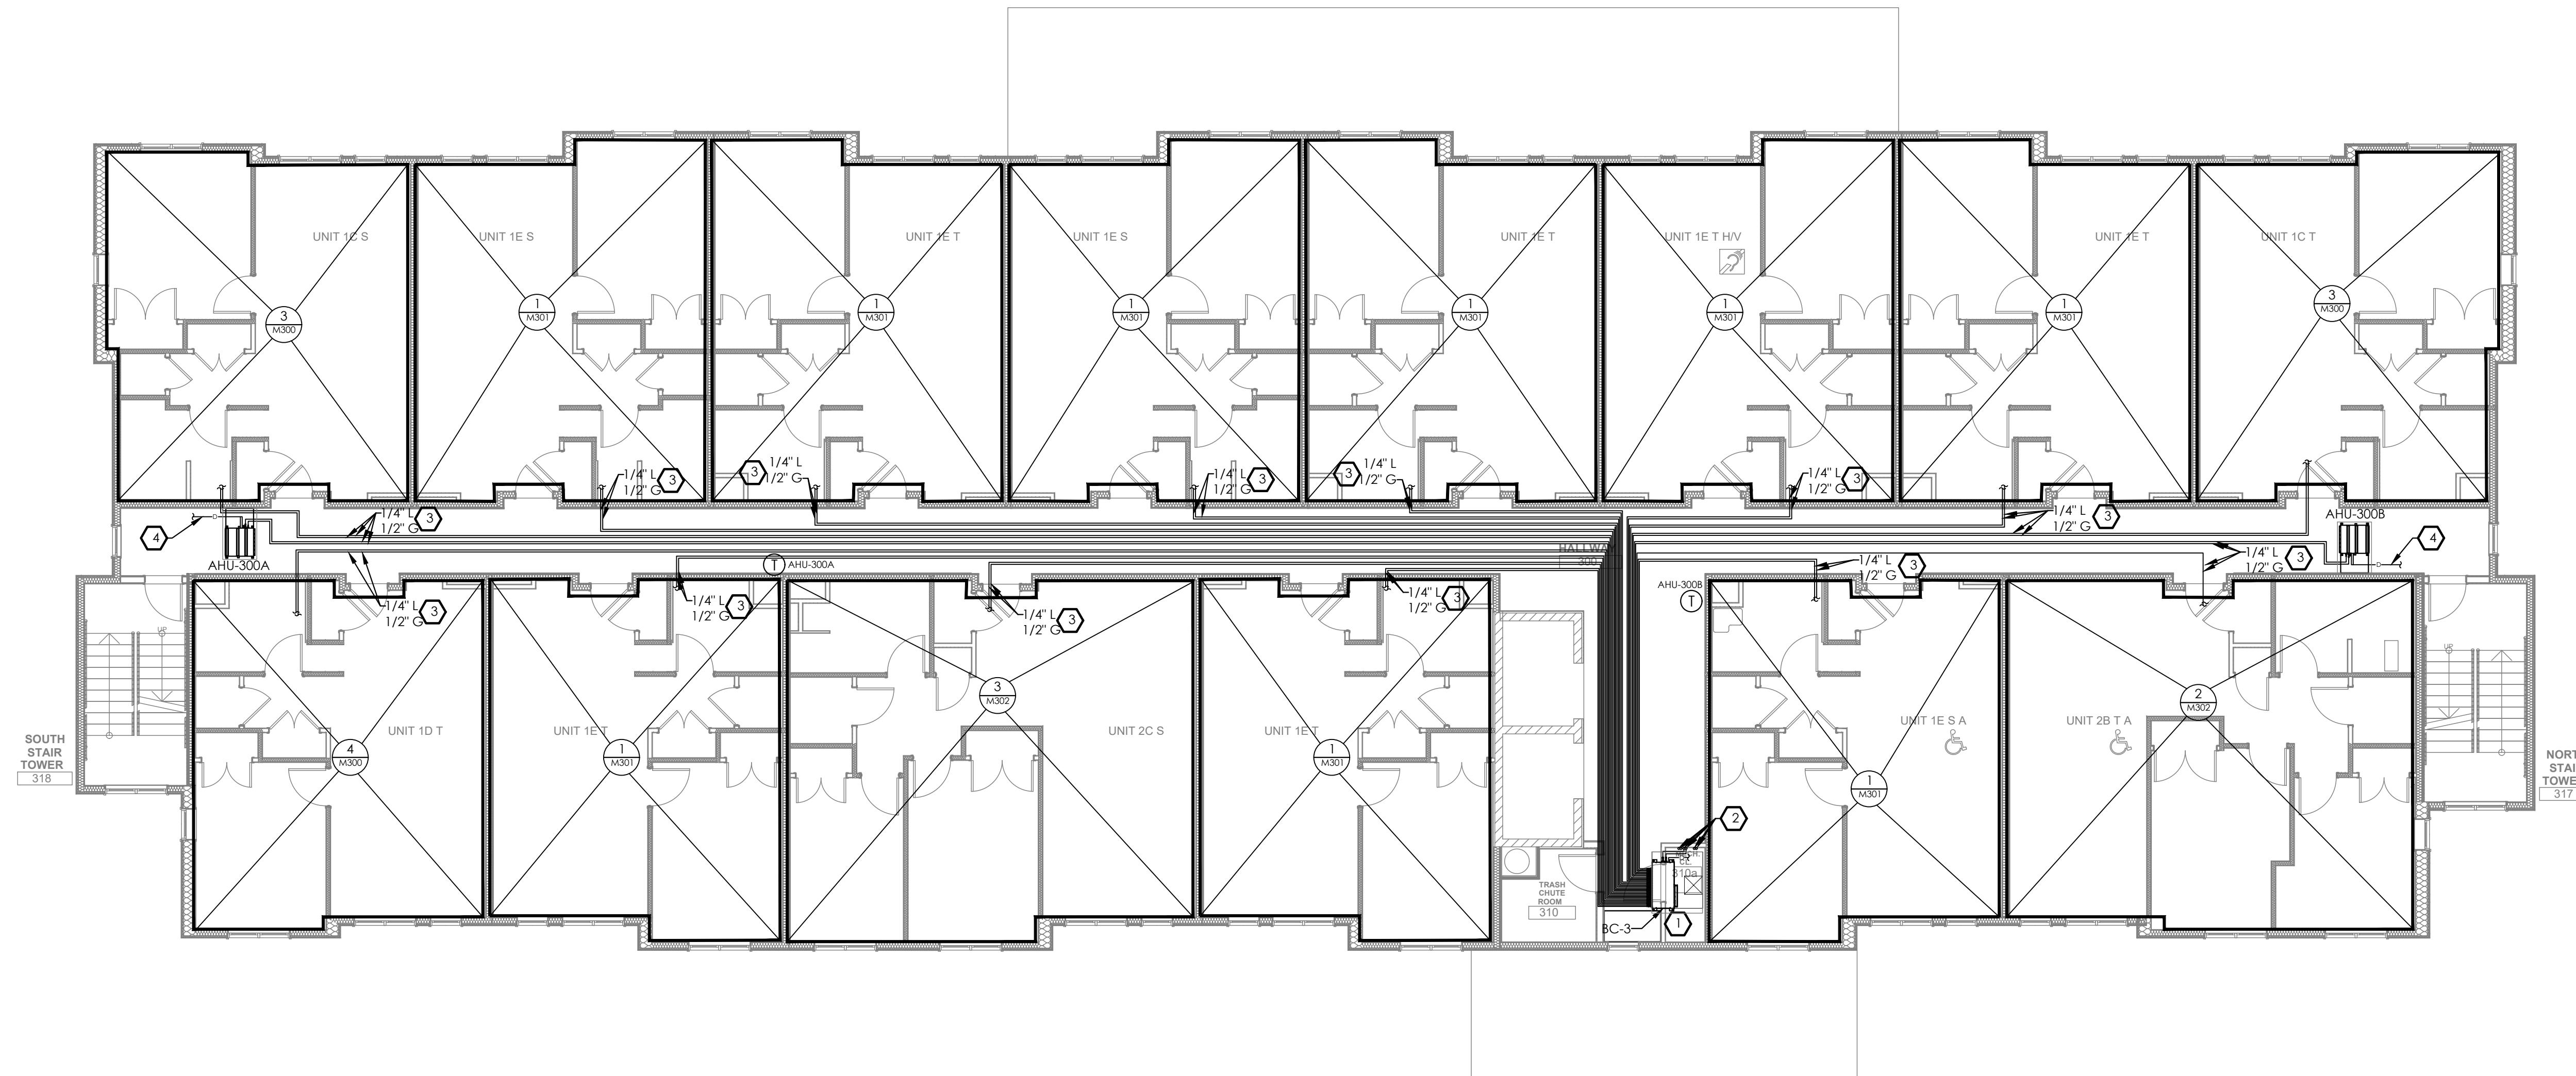 UNIT 1C S
UNIT 1E S
UNIT 1E T
UNIT 1E S
UNIT 1E T
UNIT 1E T H/V
UNIT 1E T
UNIT 1C T
3
M300
1
M301
1
M301
1
M301
1
M301
1
M301
1
M301
3
M300
1/4" L
1/2" G
3
3
1/4" L
1/2" G
1/4" L
1/2" G
3
3
1/4" L
1/2" G
1/4" L
1/2" G
3
4
1/4" L
1/2" G
3
1/4" L
1/2" G
3
AHU-300B
4
AHU-300A
T
AHU-300A
HALLWAY
300
1/4" L
1/2" G
3
1/4" L
1/2" G
3
AHU-300B
T
1/4" L
1/2" G
3
1/4" L
1/2" G
3
1/4" L
1/2" G
3
1/4" L
1/2" G
3
UP
UP
3
M302
2
M302
UNIT 1D T
UNIT 1E T
UNIT 2C S
UNIT 1E T
UNIT 1E S A
UNIT 2B T A
4
M300
1
M301
1
M301
1
M301
SOUTH
STAIR
TOWER
318
317
2
CL.
310a
TRASH
CHUTE
ROOM
310
BC-3
1